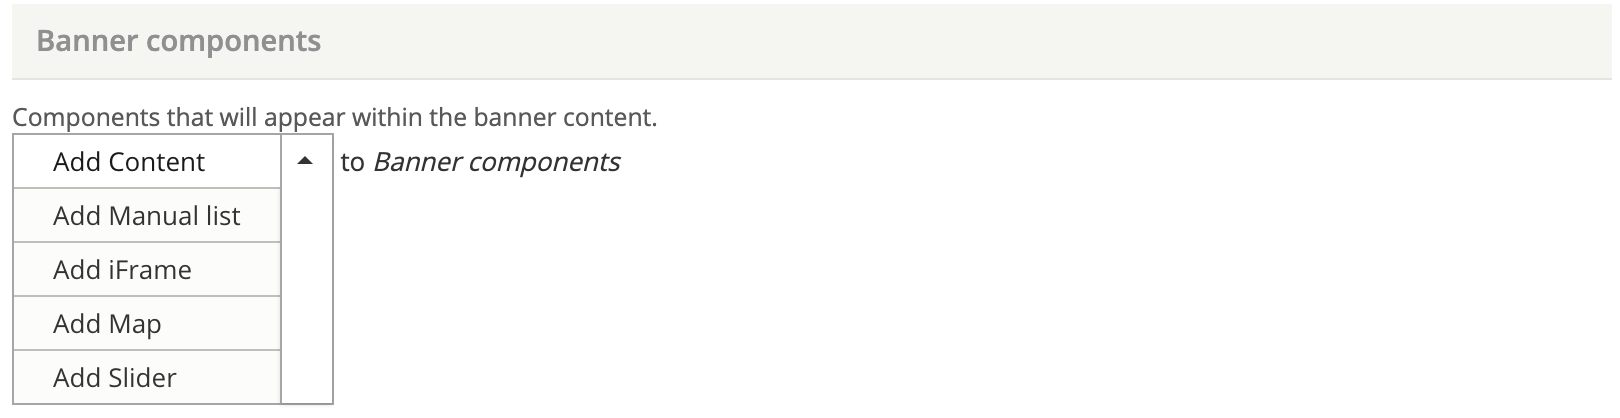 Banner components
Components that will appear within the banner content.
Add Content to Banner components
Add Manual list
Add iFrame
Add Map
Add Slider